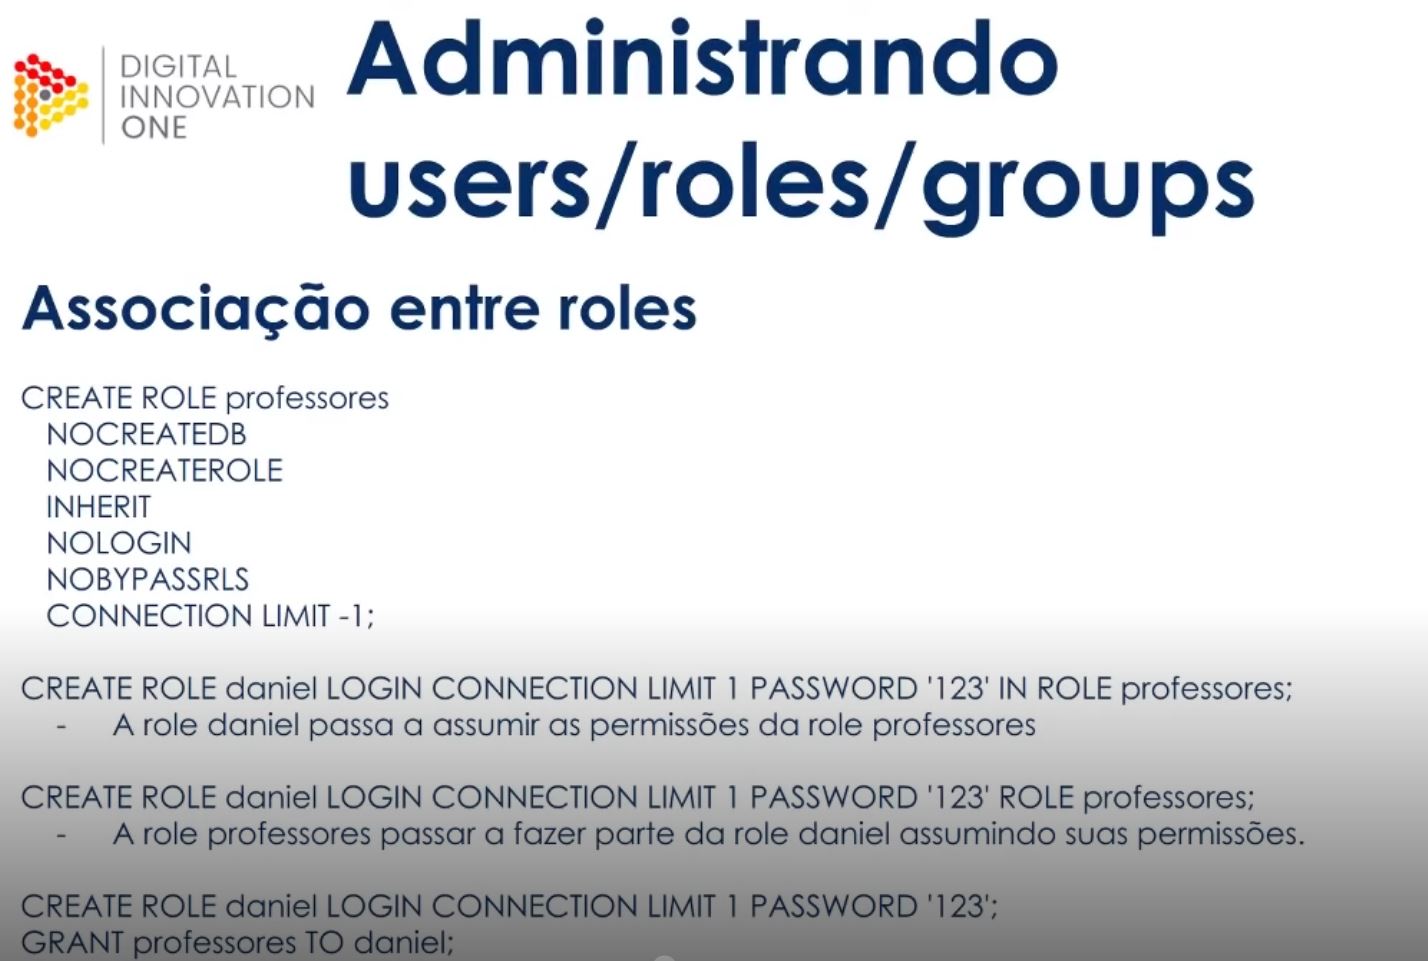 DIGITAL
INNOVATION
ONE
Administrando
users/roles/groups
Associação entre roles
CREATE ROLE professores
NOCREATEDB
NOCREATEROLE
INHERIT
NOLOGIN
NOBYPASSRLS
CONNECTION LIMIT -1;
CREATE ROLE daniel LOGIN CONNECTION LIMIT 1 PASSWORD '123' IN ROLE professores;
- A role daniel passa a assumir as permissões da role professores
CREATE ROLE daniel LOGIN CONNECTION LIMIT 1 PASSWORD '123' ROLE professores;
- A role professores passar a fazer parte da role daniel assumindo suas permissões.
CREATE ROLE daniel LOGIN CONNECTION LIMIT 1 PASSWORD '123';
GRANT professores TO daniel;